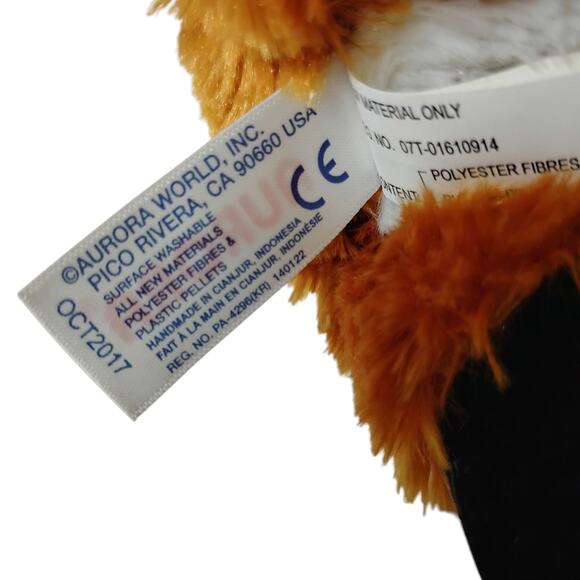 ©AURORA WORLD, INC.
PICO RIVERA, CA 90660 USA
SURFACE WASHABLE
ALL NEW MATERIALS
POLYESTER FIBRES &
PLASTIC PELLETS
HANDMADE IN CIANJUR, INDONESIA
FAIT À LA MAIN EN CIANJUR, INDONÉSIE
REG. NO. PA-4296(KR) 140122
OCT2017
CE
MATERIAL ONLY
NO. 07T-01610914
POLYESTER FIBRES